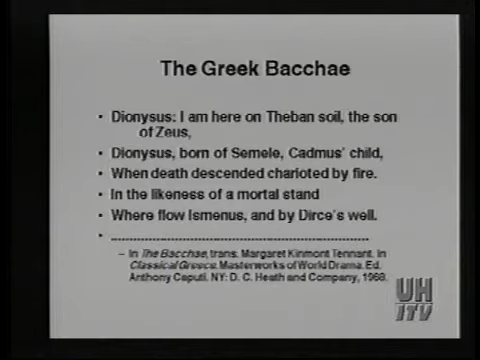 The Greek Bacchae
• Dionysus: I am here on Theban soil, the son
of Zeus,
• Dionysus, born of Semele, Cadmus' child,
• When death descended charioted by fire.
• In the likeness of a mortal stand
• Where flow Ismenus, and by Dirce's well.
• ................................................................
– In The Bacchae, trans. Margaret Kinmont Tennant. In
Classical Greece. Masterworks of World Drama. Ed.
Anthony Caputi. NY: D. C. Heath and Company, 1968.
UH
ITV